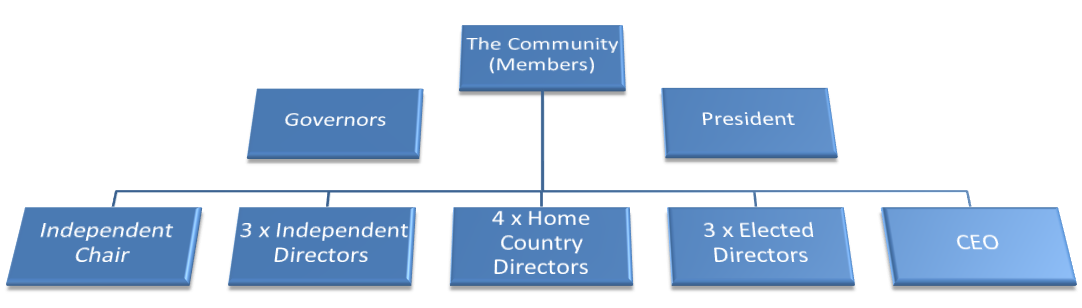 The Community
(Members)
Governors
President
Independent
Chair
3 x Independent
Directors
4 x Home
Country
Directors
3 x Elected
Directors
CEO